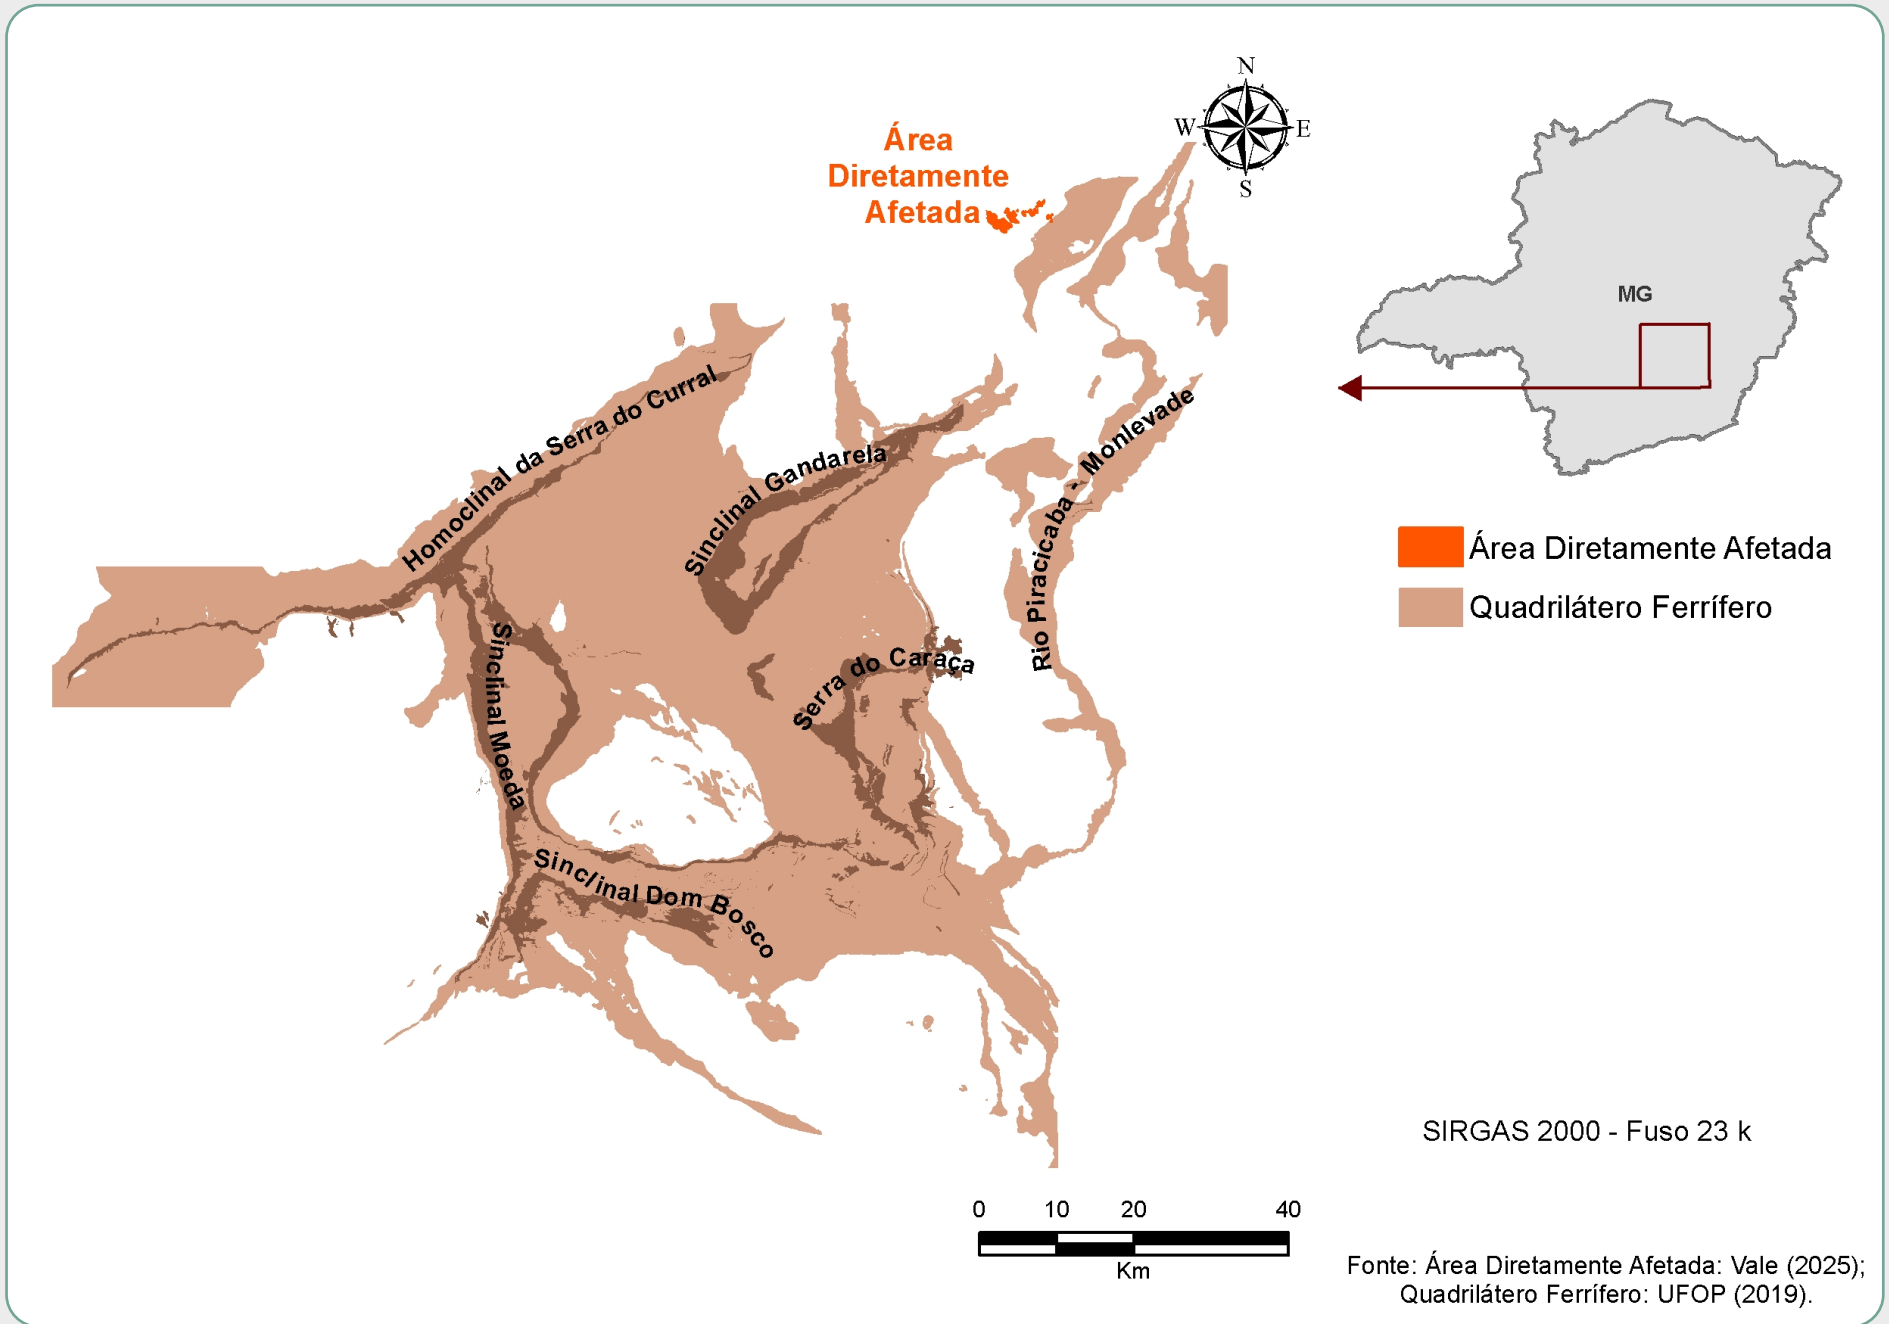 N
W
E
S
Área
Diretamente
Afetada
MG
Homoclinal da Serra do Curral
Sinclinal Gandarela
Rio Piracicaba - Monlevade
Sinclinal Moeda
Serra do Caraça
Sinc/inal Dom Bosco
Área Diretamente Afetada
Quadrilátero Ferrífero
SIRGAS 2000 - Fuso 23 k
0 10 20 40
Km
Fonte: Área Diretamente Afetada: Vale (2025);
Quadrilátero Ferrífero: UFOP (2019).